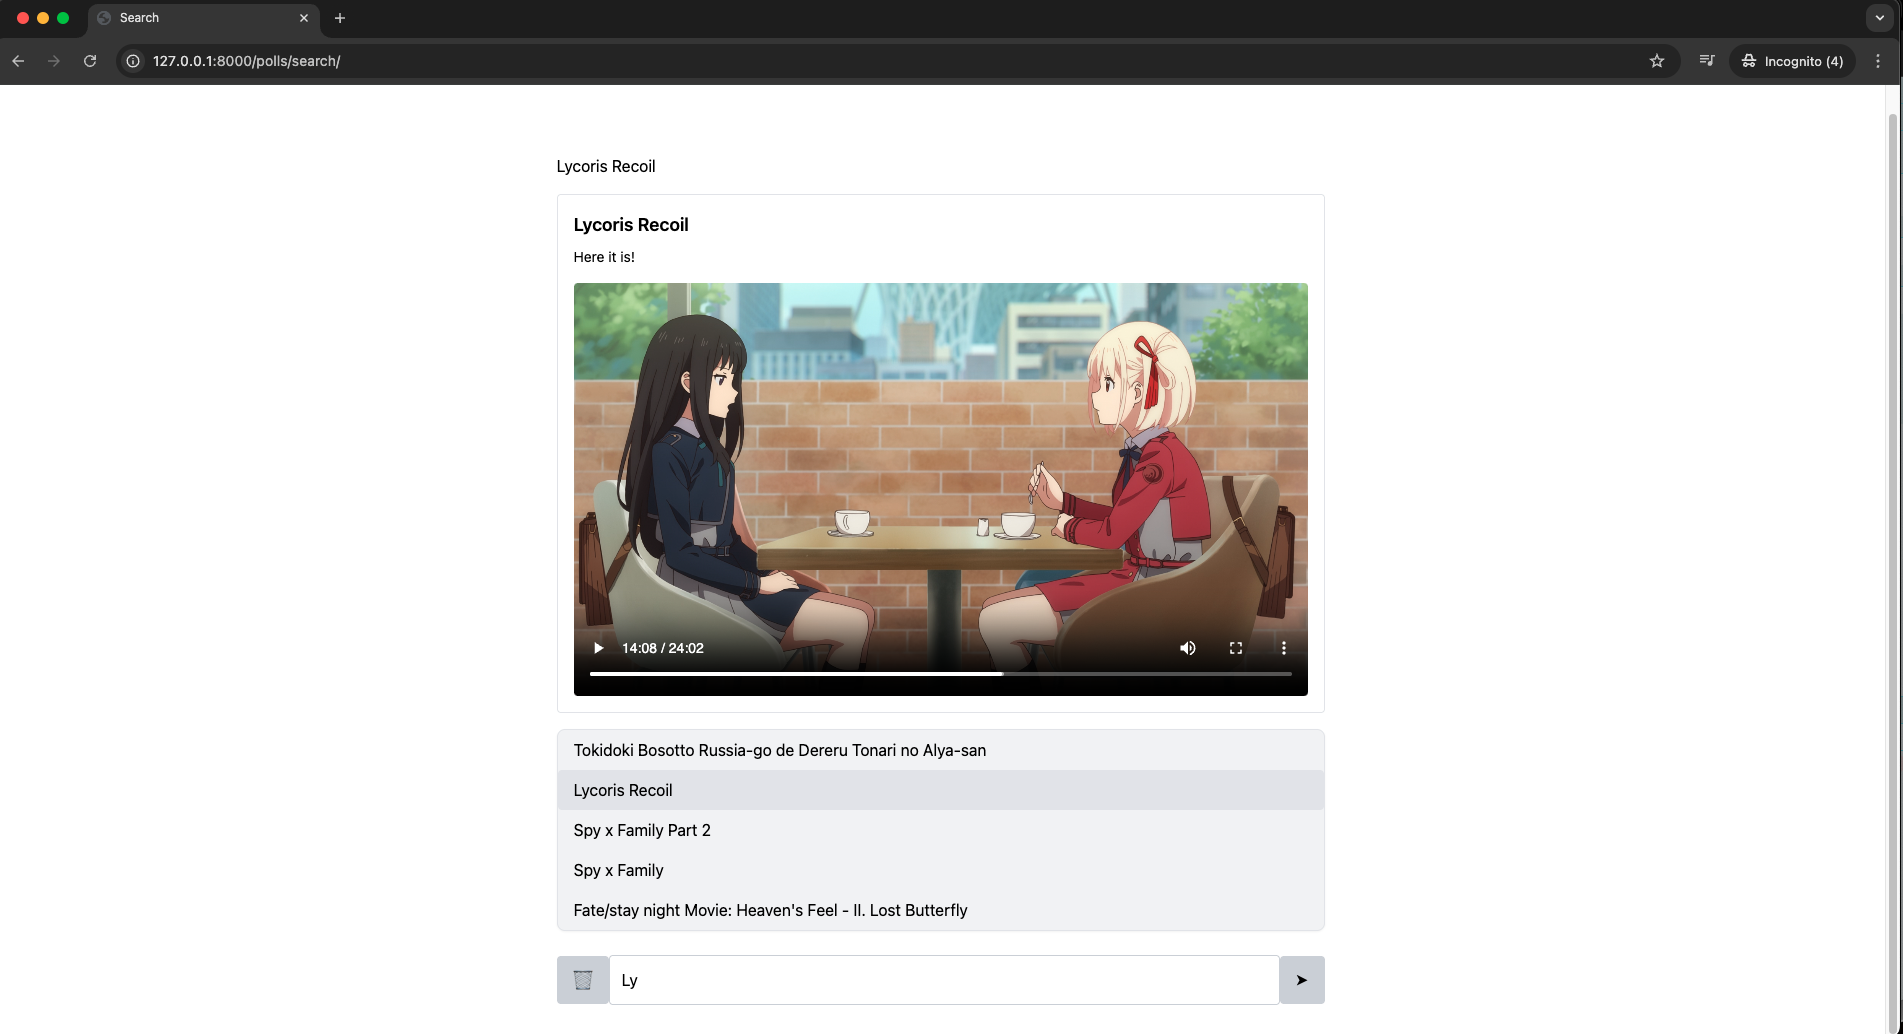 Search
127.0.0.1:8000/polls/search/
Incognito (4)
Lycoris Recoil
Lycoris Recoil
Here it is!
14:08 / 24:02
Tokidoki Bosotto Russia-go de Dereru Tonari no Alya-san
Lycoris Recoil
Spy x Family Part 2
Spy x Family
Fate/stay night Movie: Heaven's Feel - II. Lost Butterfly
Ly